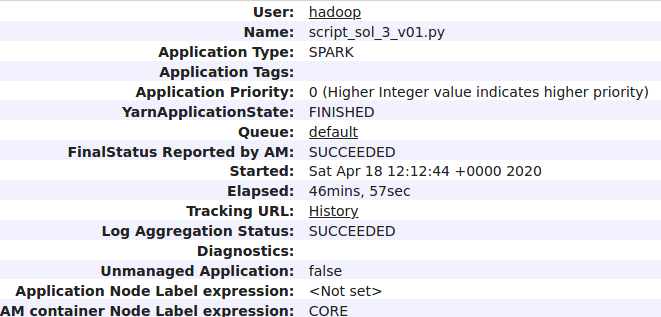 User: hadoop
Name: script_sol_3_v01.py
Application Type: SPARK
Application Tags:
Application Priority: 0 (Higher Integer value indicates higher priority)
YarnApplicationState: FINISHED
Queue: default
FinalStatus Reported by AM: SUCCEEDED
Started: Sat Apr 18 12:12:44 +0000 2020
Elapsed: 46mins, 57sec
Tracking URL: History
Log Aggregation Status: SUCCEEDED
Diagnostics:
Unmanaged Application: false
Application Node Label expression: <Not set>
AM container Node Label expression: CORE